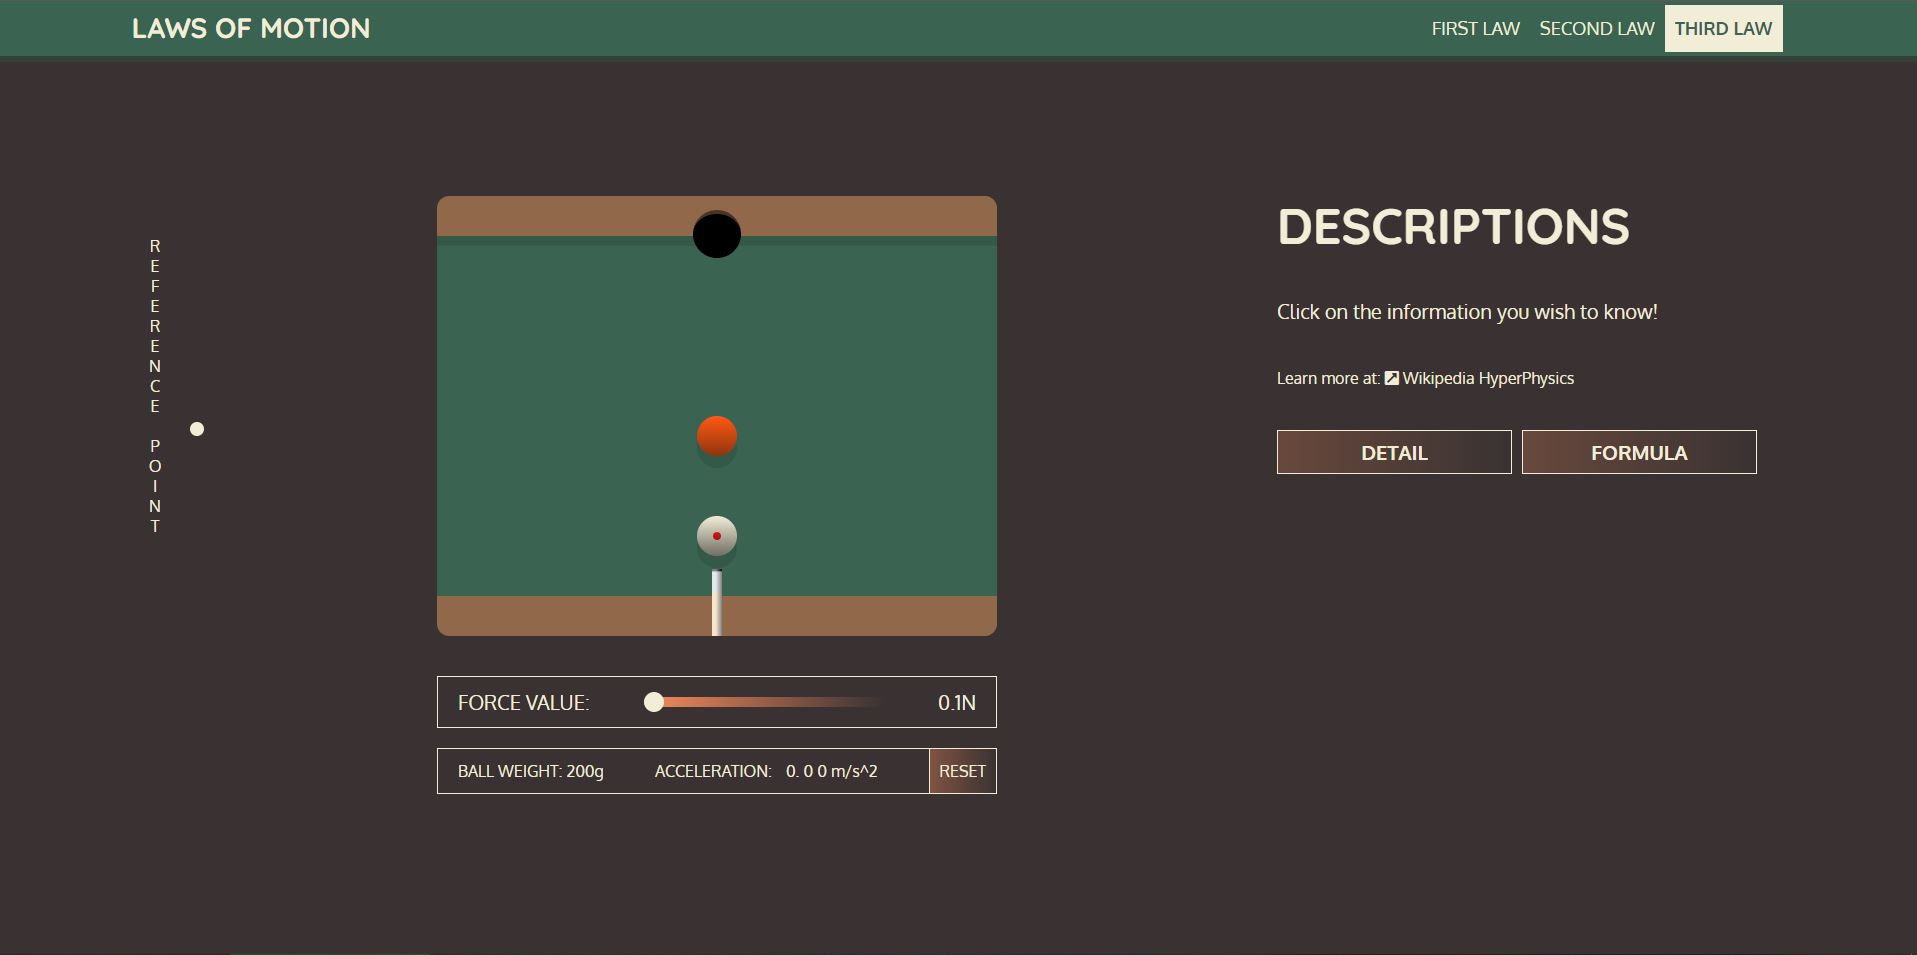 LAWS OF MOTION
FIRST LAW SECOND LAW THIRD LAW
REFERENCE POINT
DESCRIPTIONS
Click on the information you wish to know!
Learn more at: Wikipedia HyperPhysics
DETAIL FORMULA
FORCE VALUE: 0.1N
BALL WEIGHT: 200g ACCELERATION: 0. 0 0 m/s^2 RESET